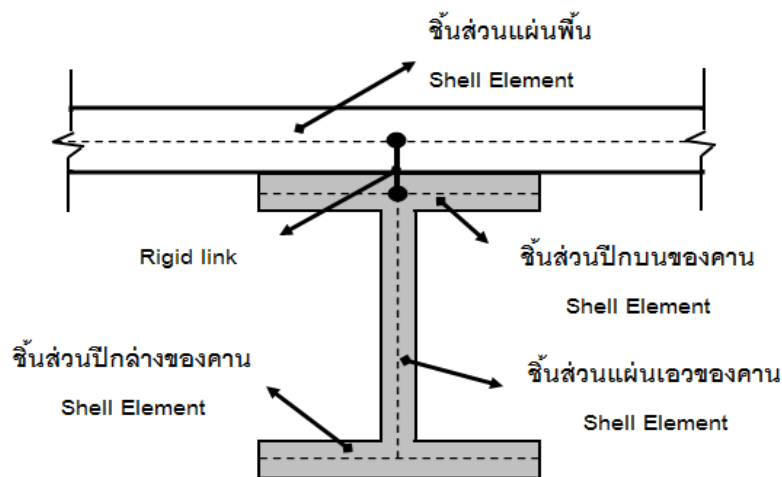 ชิ้นส่วนแผ่นพื้น
Shell Element
Rigid link
ชิ้นส่วนปีกบนของคาน
Shell Element
ชิ้นส่วนปีกล่างของคาน
Shell Element
ชิ้นส่วนแผ่นเอวของคาน
Shell Element